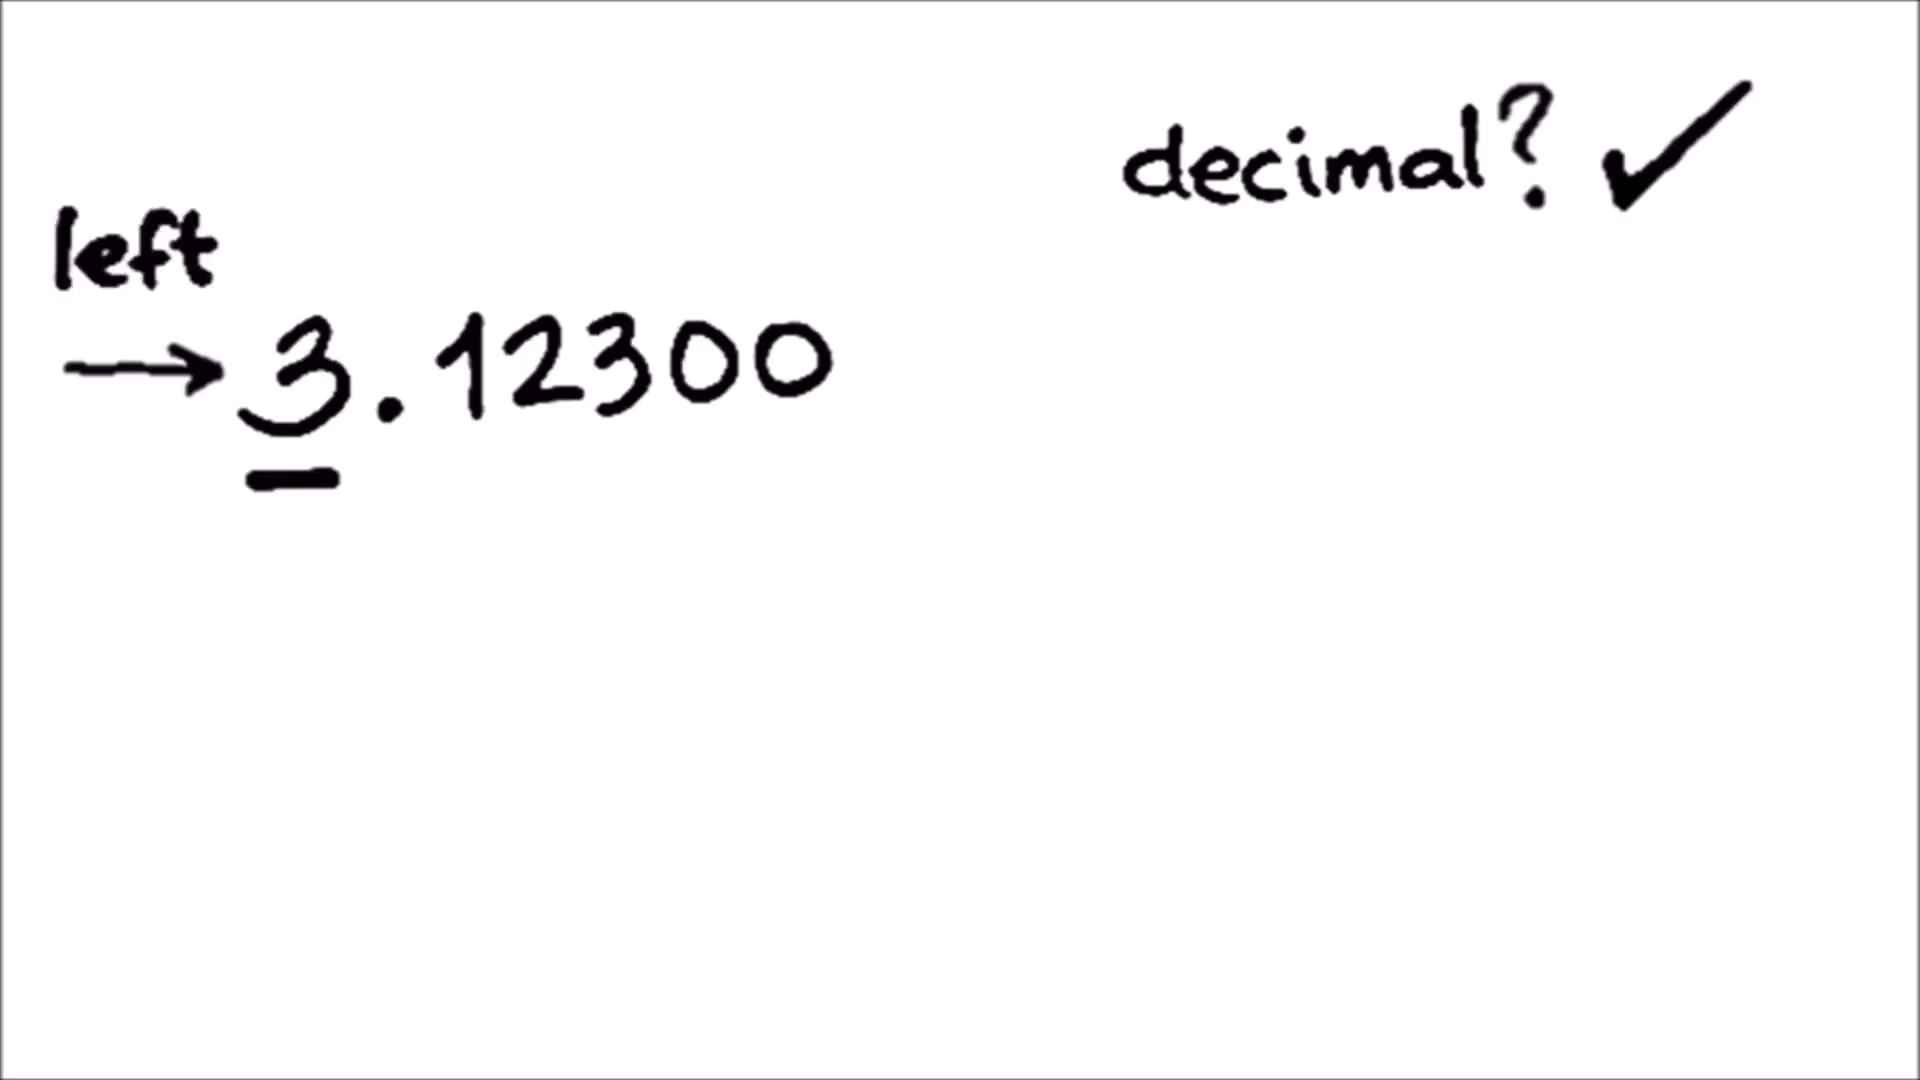 decimal? ✓
left
→ 3.12300